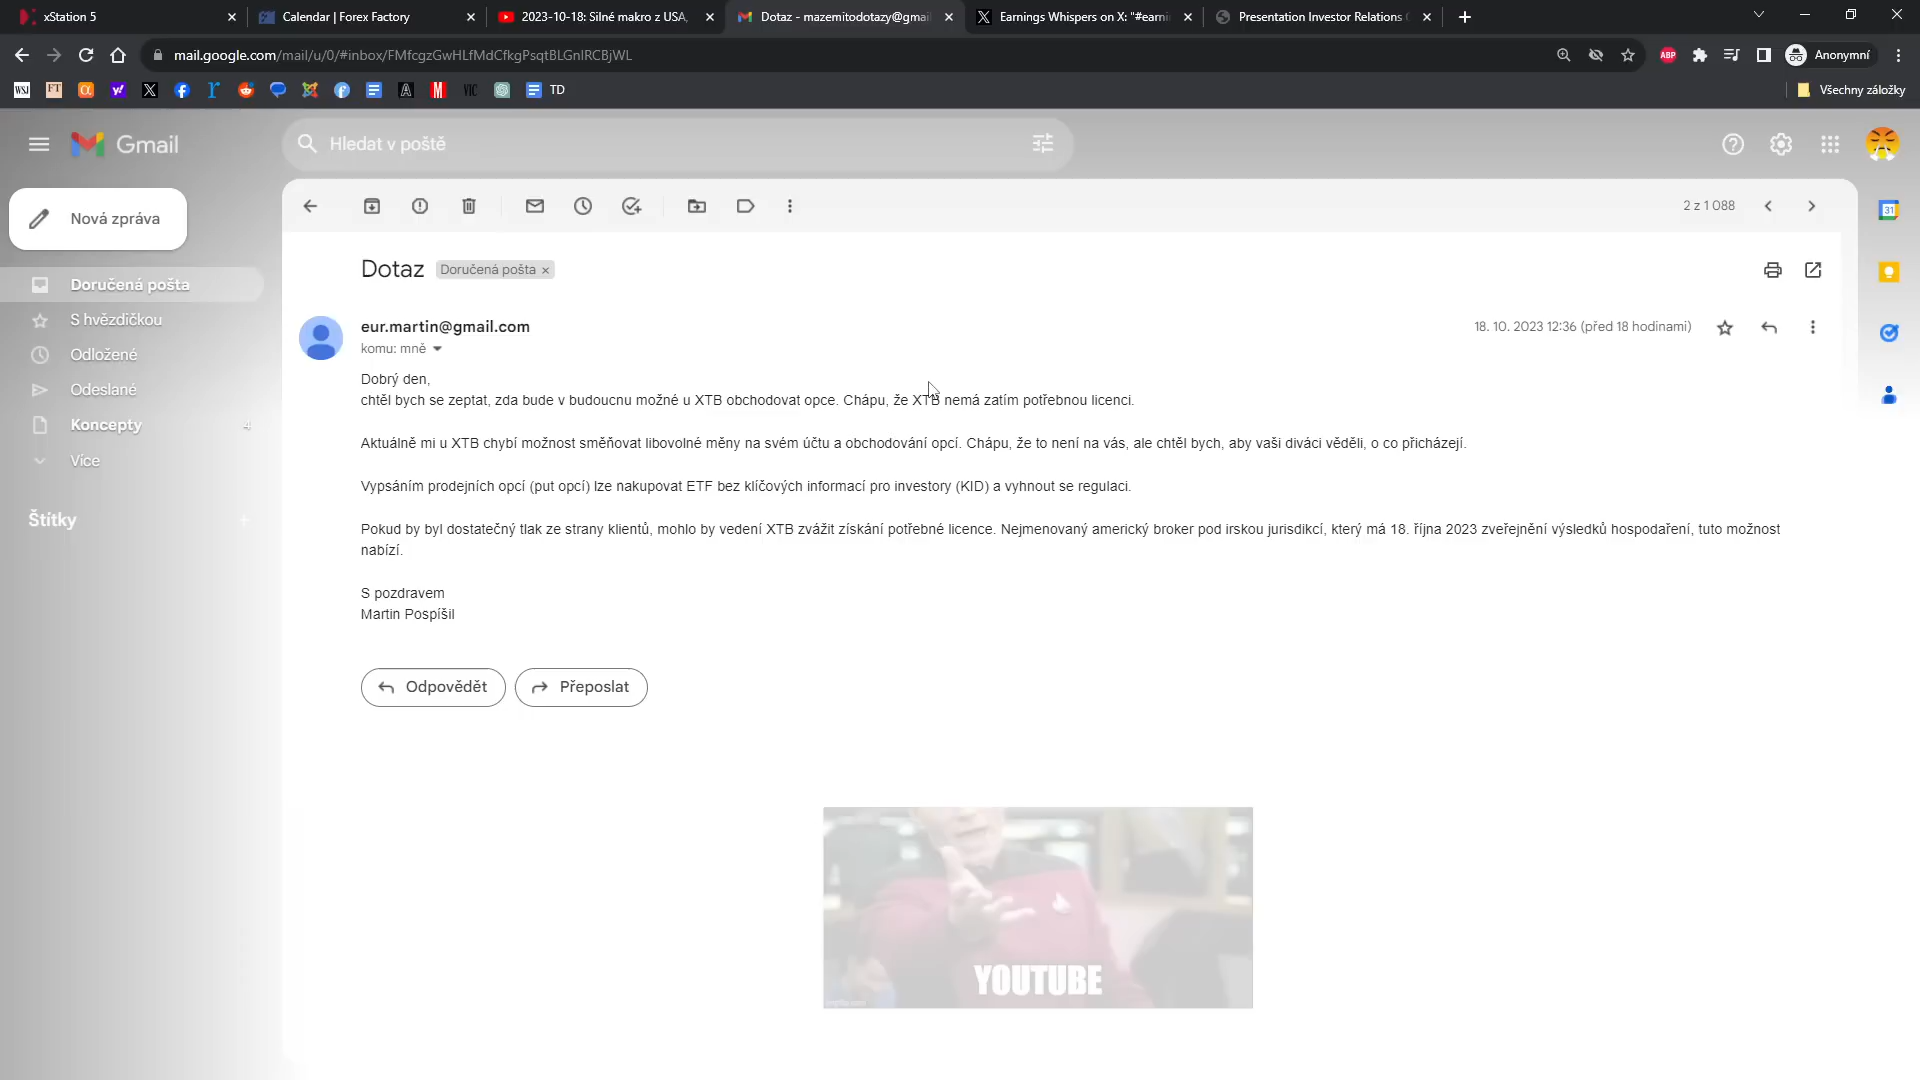 xStation 5
Calendar | Forex Factory
2023-10-18: Silné makro z USA,
Dotaz - mazemitodotazy@gmai
Earnings Whispers on X: "#earni
Presentation Investor Relations
mail.google.com/mail/u/0/#inbox/FMfcgzGwHLfMdCfkgPsqtBLGnlRCBjWL
ABP
Anonymní
WSJ
FT
VIC
TD
Všechny záložky
Gmail
Hledat v poště
Nová zpráva
2 z 1 088
31
Dotaz
Doručená pošta ×
Doručená pošta
S hvězdičkou
Odložené
Odeslané
Koncepty
4
Více
Štítky
eur.martin@gmail.com
18. 10. 2023 12:36 (před 18 hodinami)
komu: mně
Dobrý den,
chtěl bych se zeptat, zda bude v budoucnu možné u XTB obchodovat opce. Chápu, že XTB nemá zatím potřebnou licenci.
Aktuálně mi u XTB chybí možnost směňovat libovolné měny na svém účtu a obchodování opcí. Chápu, že to není na vás, ale chtěl bych, aby vaši diváci věděli, o co přicházejí.
Vypsáním prodejních opcí (put opcí) lze nakupovat ETF bez klíčových informací pro investory (KID) a vyhnout se regulaci.
Pokud by byl dostatečný tlak ze strany klientů, mohlo by vedení XTB zvážit získání potřebné licence. Nejmenovaný americký broker pod irskou jurisdikcí, který má 18. října 2023 zveřejnění výsledků hospodaření, tuto možnost
nabízí.
S pozdravem
Martin Pospíšil
Odpovědět
Přeposlat
YOUTUBE